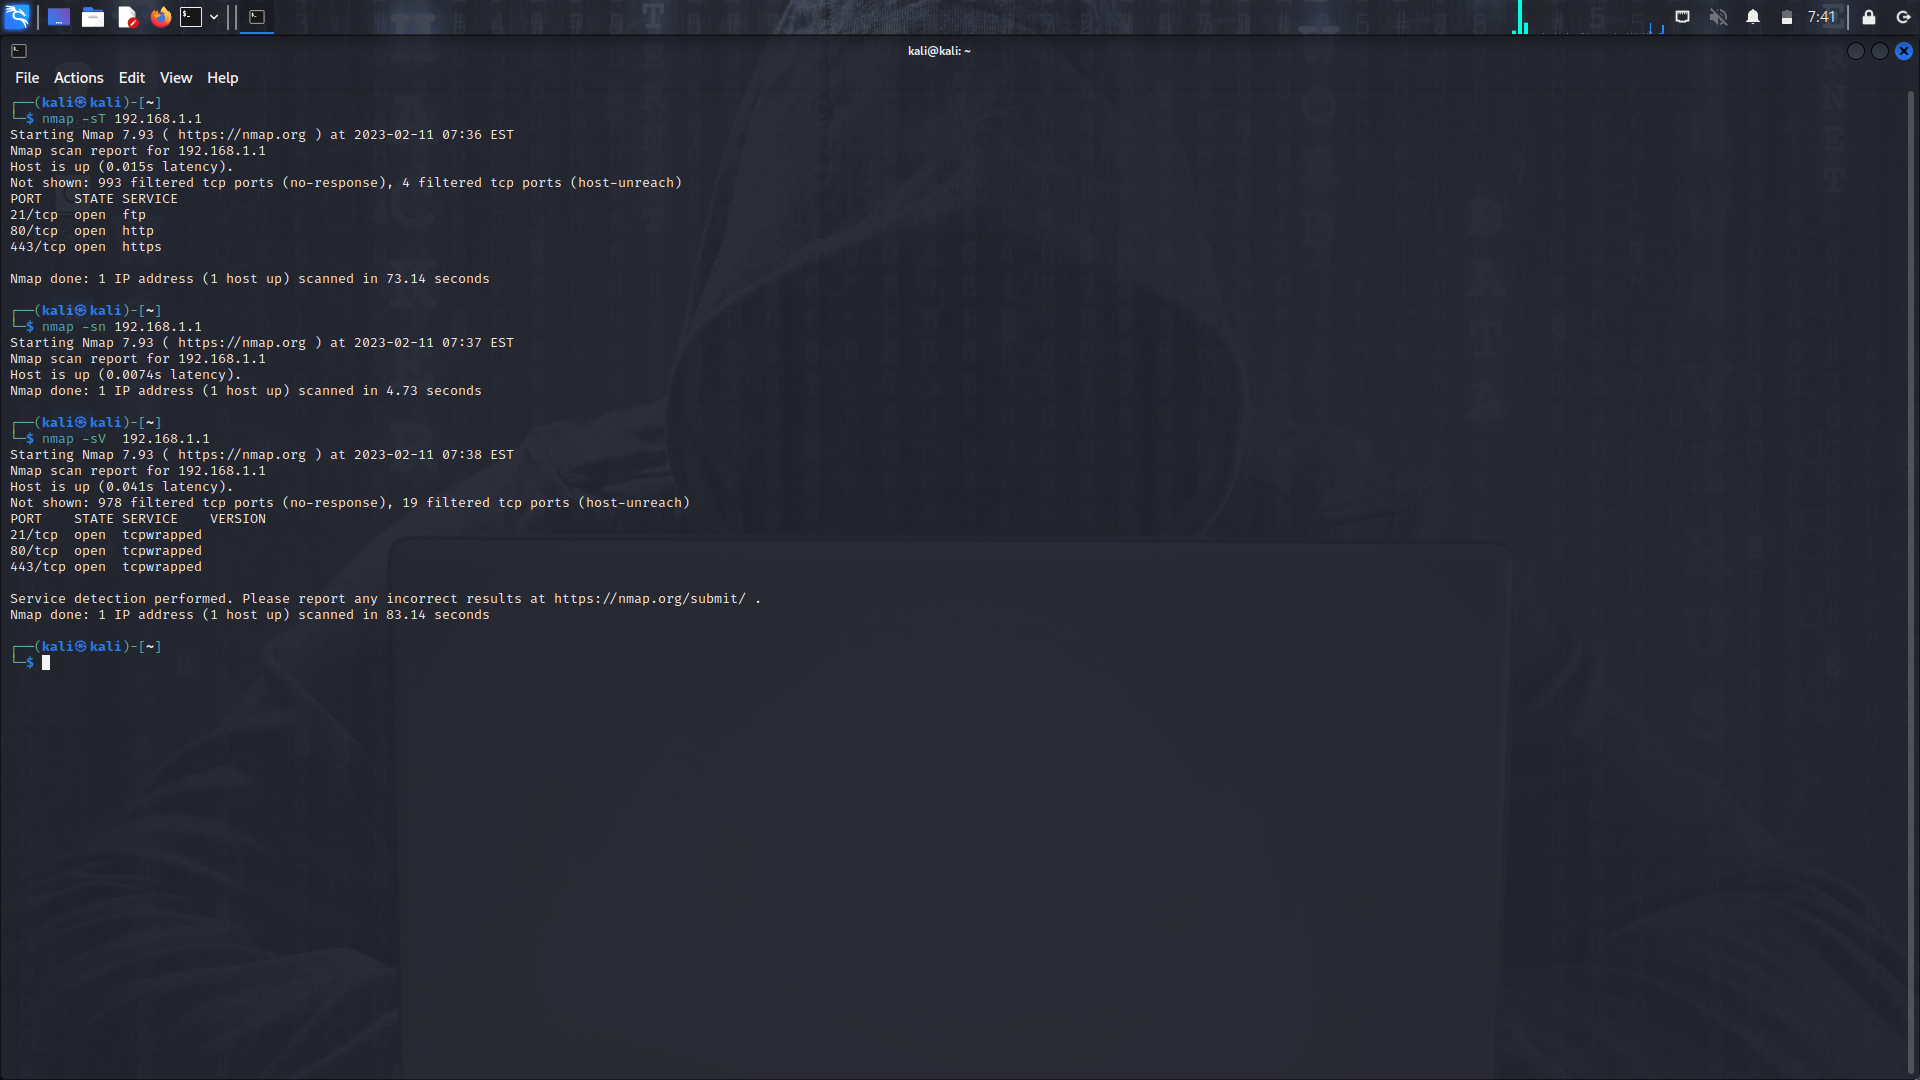 7:41
kali@kali: ~
File Actions Edit View Help
┌──(kali㉿kali)-[~]
└─$ nmap -sT 192.168.1.1
Starting Nmap 7.93 ( https://nmap.org ) at 2023-02-11 07:36 EST
Nmap scan report for 192.168.1.1
Host is up (0.015s latency).
Not shown: 993 filtered tcp ports (no-response), 4 filtered tcp ports (host-unreach)
PORT    STATE SERVICE
21/tcp  open  ftp
80/tcp  open  http
443/tcp open  https
Nmap done: 1 IP address (1 host up) scanned in 73.14 seconds
┌──(kali㉿kali)-[~]
└─$ nmap -sn 192.168.1.1
Starting Nmap 7.93 ( https://nmap.org ) at 2023-02-11 07:37 EST
Nmap scan report for 192.168.1.1
Host is up (0.0074s latency).
Nmap done: 1 IP address (1 host up) scanned in 4.73 seconds
┌──(kali㉿kali)-[~]
└─$ nmap -sV  192.168.1.1
Starting Nmap 7.93 ( https://nmap.org ) at 2023-02-11 07:38 EST
Nmap scan report for 192.168.1.1
Host is up (0.041s latency).
Not shown: 978 filtered tcp ports (no-response), 19 filtered tcp ports (host-unreach)
PORT    STATE SERVICE    VERSION
21/tcp  open  tcpwrapped
80/tcp  open  tcpwrapped
443/tcp open  tcpwrapped
Service detection performed. Please report any incorrect results at https://nmap.org/submit/ .
Nmap done: 1 IP address (1 host up) scanned in 83.14 seconds
┌──(kali㉿kali)-[~]
└─$